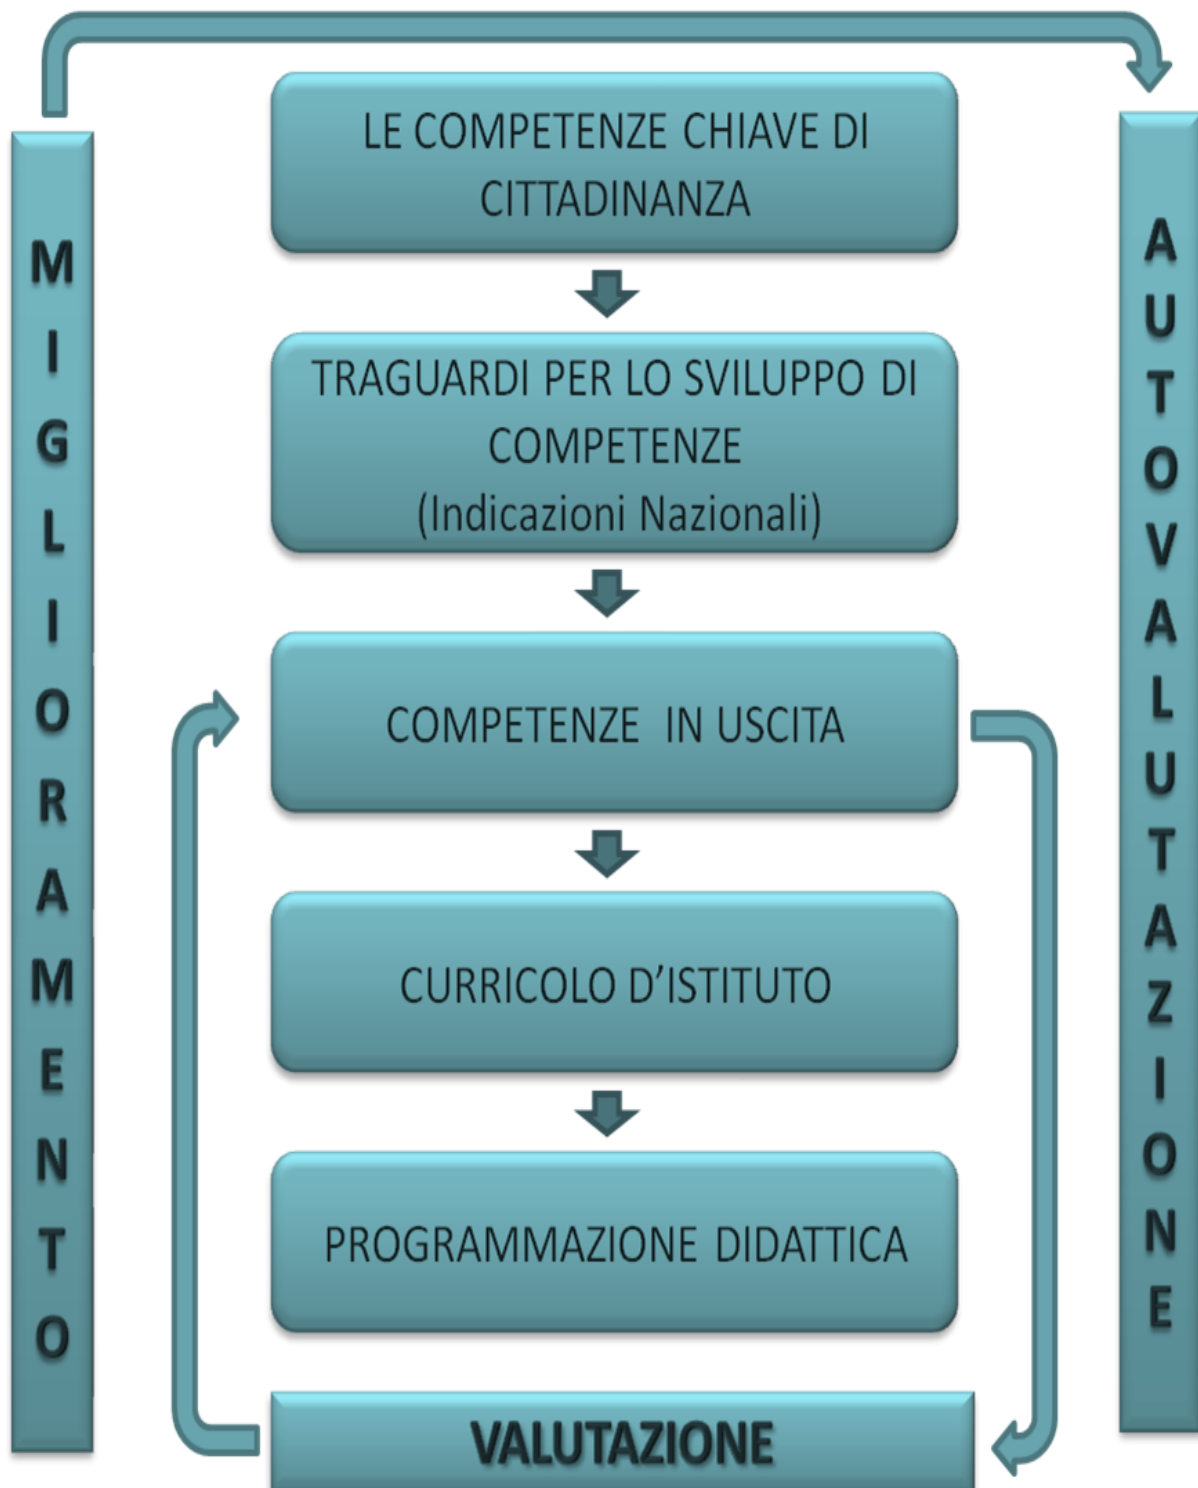 LE COMPETENZE CHIAVE DI
CITTADINANZA
TRAGUARDI PER LO SVILUPPO DI
COMPETENZE
(Indicazioni Nazionali)
COMPETENZE IN USCITA
CURRICOLO D’ISTITUTO
PROGRAMMAZIONE DIDATTICA
VALUTAZIONE
MIGLIORAMENTO
AUTOVALUTAZIONE